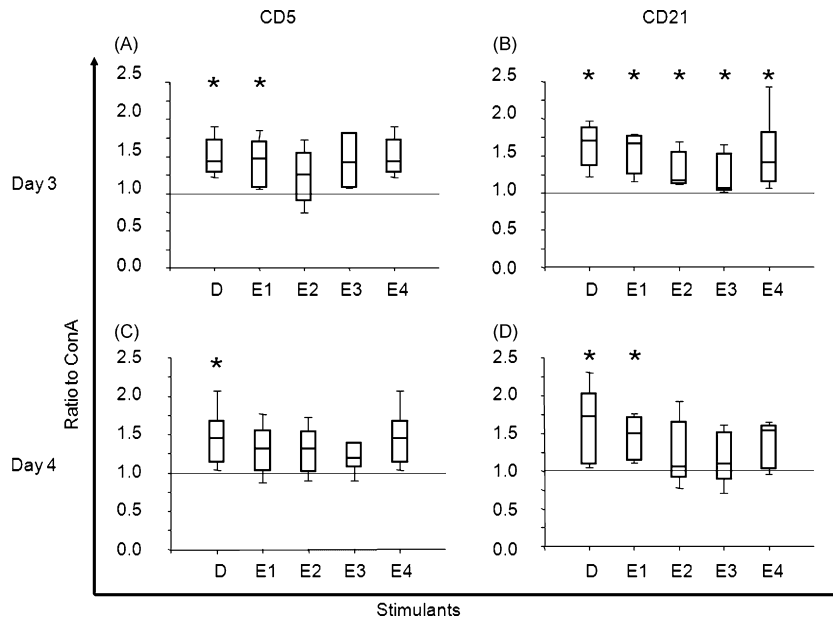 CD5 CD21
(A) (B)
Day 3
2.5 * * 2.5 * * * * *
2.0 2.0
1.5 1.5
1.0 1.0
0.5 0.5
0.0 0.0
D E1 E2 E3 E4 D E1 E2 E3 E4
(C) (D)
Day 4
2.5 * 2.5 * *
2.0 2.0
1.5 1.5
1.0 1.0
0.5 0.5
0.0 0.0
D E1 E2 E3 E4 D E1 E2 E3 E4
Ratio to ConA
Stimulants